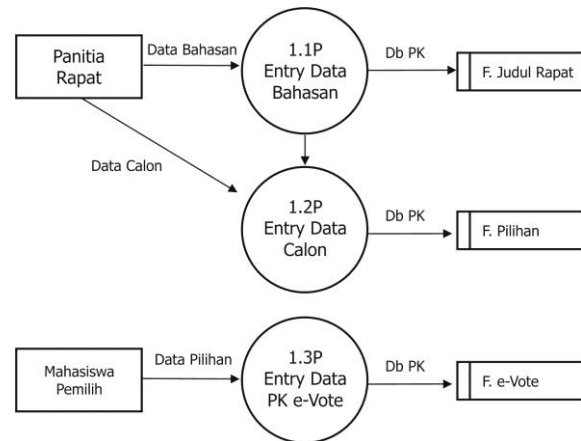 Panitia
Rapat
Data Bahasan
1.1P
Entry Data
Bahasan
Db PK
F. Judul Rapat
Data Calon
1.2P
Entry Data
Calon
Db PK
F. Pilihan
Mahasiswa
Pemilih
Data Pilihan
1.3P
Entry Data
PK e-Vote
Db PK
F. e-Vote